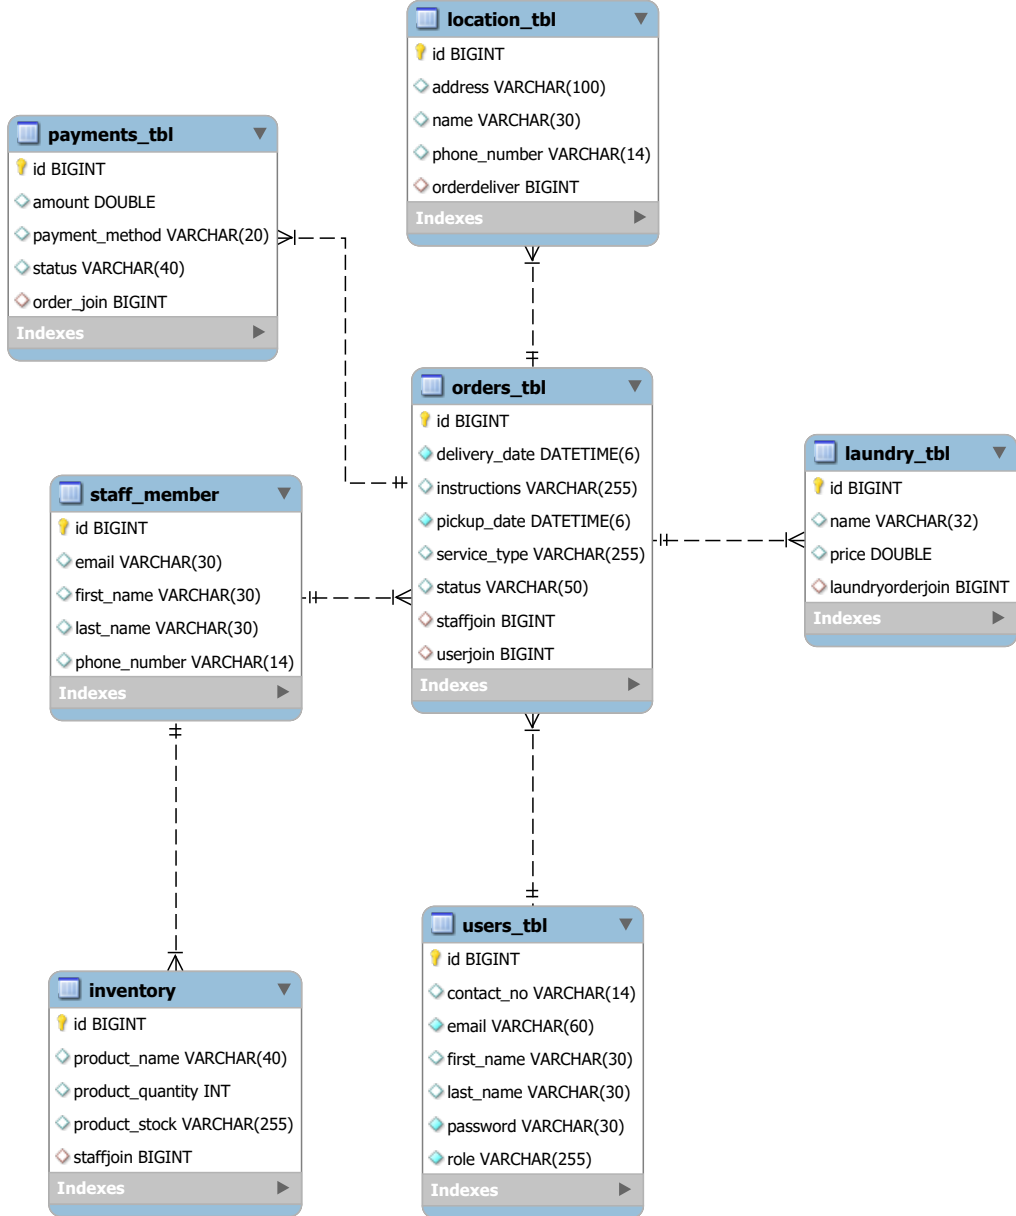 location_tbl
id BIGINT
address VARCHAR(100)
name VARCHAR(30)
phone_number VARCHAR(14)
orderdeliver BIGINT
Indexes
payments_tbl
id BIGINT
amount DOUBLE
payment_method VARCHAR(20)
status VARCHAR(40)
order_join BIGINT
Indexes
orders_tbl
id BIGINT
delivery_date DATETIME(6)
instructions VARCHAR(255)
pickup_date DATETIME(6)
service_type VARCHAR(255)
status VARCHAR(50)
staffjoin BIGINT
userjoin BIGINT
Indexes
laundry_tbl
id BIGINT
name VARCHAR(32)
price DOUBLE
laundryorderjoin BIGINT
Indexes
staff_member
id BIGINT
email VARCHAR(30)
first_name VARCHAR(30)
last_name VARCHAR(30)
phone_number VARCHAR(14)
Indexes
inventory
id BIGINT
product_name VARCHAR(40)
product_quantity INT
product_stock VARCHAR(255)
staffjoin BIGINT
Indexes
users_tbl
id BIGINT
contact_no VARCHAR(14)
email VARCHAR(60)
first_name VARCHAR(30)
last_name VARCHAR(30)
password VARCHAR(30)
role VARCHAR(255)
Indexes